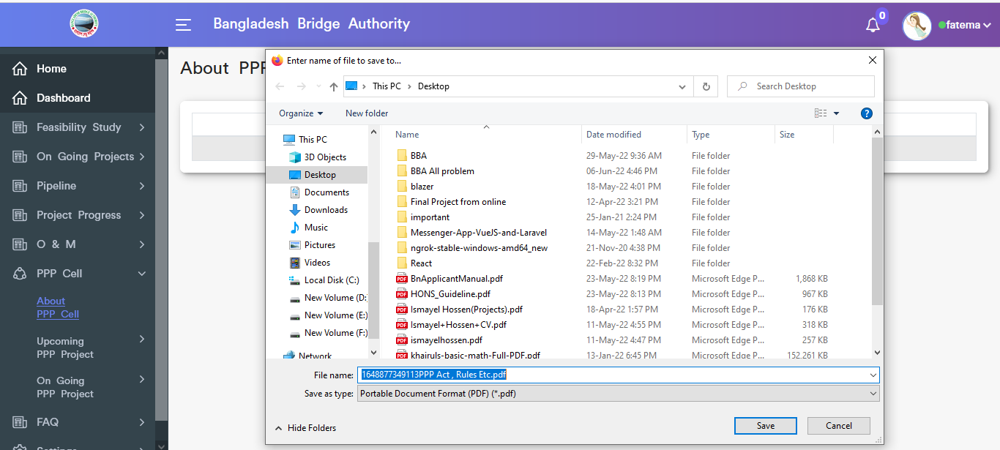 Bangladesh Bridge Authority
0
fatema
Home
Dashboard
Feasibility Study
On Going Projects
Pipeline
Project Progress
O & M
PPP Cell
About
PPP Cell
Upcoming
PPP Project
On Going
PPP Project
FAQ
Settings
About PPP
Enter name of file to save to...
This PC
Desktop
Search Desktop
Organize
New folder
This PC
3D Objects
Desktop
Documents
Downloads
Music
Pictures
Videos
Local Disk (C:)
New Volume (D:)
New Volume (E:)
New Volume (F:)
Network
Name Date modified Type Size
BBA 29-May-22 9:36 AM File folder
BBA All problem 06-Jun-22 4:46 PM File folder
blazer 18-May-22 4:01 PM File folder
Final Project from online 12-Apr-22 3:21 PM File folder
important 25-Jan-21 2:24 PM File folder
Messenger-App-VueJS-and-Laravel 14-May-22 1:48 AM File folder
ngrok-stable-windows-amd64_new 21-Nov-20 4:38 PM File folder
React 22-Feb-22 8:32 PM File folder
PDF BnApplicantManual.pdf 23-May-22 8:19 PM Microsoft Edge P... 1,868 KB
PDF HONS_Guideline.pdf 23-May-22 8:13 PM Microsoft Edge P... 967 KB
PDF Ismayel Hossen(Projects).pdf 18-Apr-22 1:57 PM Microsoft Edge P... 176 KB
PDF Ismayel+Hossen+CV.pdf 11-May-22 4:55 PM Microsoft Edge P... 318 KB
PDF ismayelhossen.pdf 11-May-22 4:47 PM Microsoft Edge P... 257 KB
PDF khairuls-basic-math-Full-PDF.pdf 13-Jan-22 6:45 PM Microsoft Edge P... 152,261 KB
File name: 1648877349113PPP Act , Rules Etc.pdf
Save as type: Portable Document Format (PDF) (*.pdf)
Hide Folders
Save
Cancel